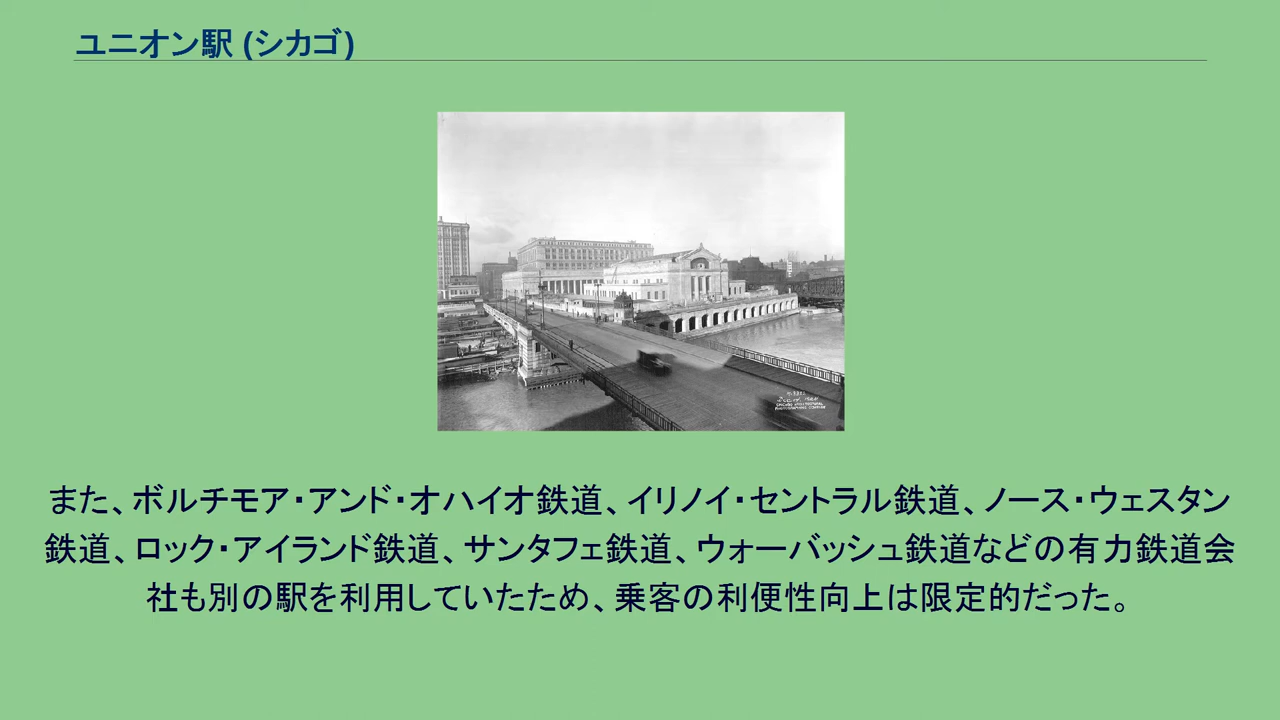 ユニオン駅 (シカゴ)
また、ボルチモア・アンド・オハイオ鉄道、イリノイ・セントラル鉄道、ノース・ウェスタン
鉄道、ロック・アイランド鉄道、サンタフェ鉄道、ウォーバッシュ鉄道などの有力鉄道会
社も別の駅を利用していたため、乗客の利便性向上は限定的だった。